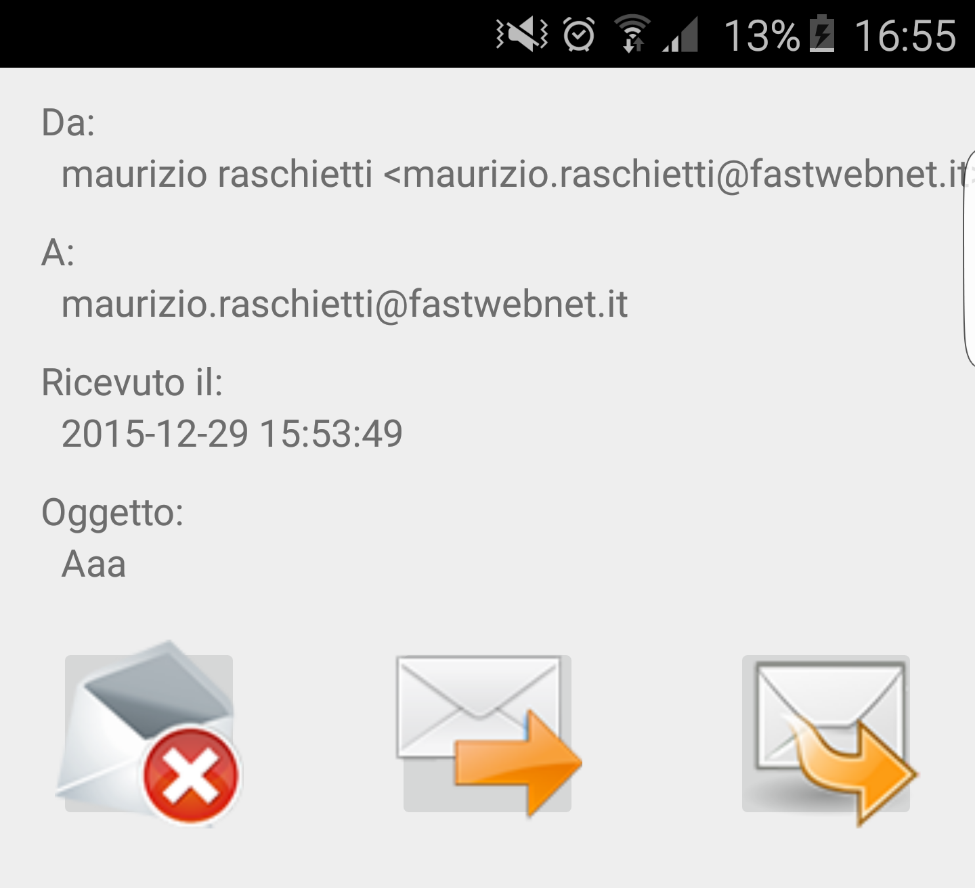 13% 16:55
Da:
maurizio raschietti <maurizio.raschietti@fastwebnet.it>
A:
maurizio.raschietti@fastwebnet.it
Ricevuto il:
2015-12-29 15:53:49
Oggetto:
Aaa